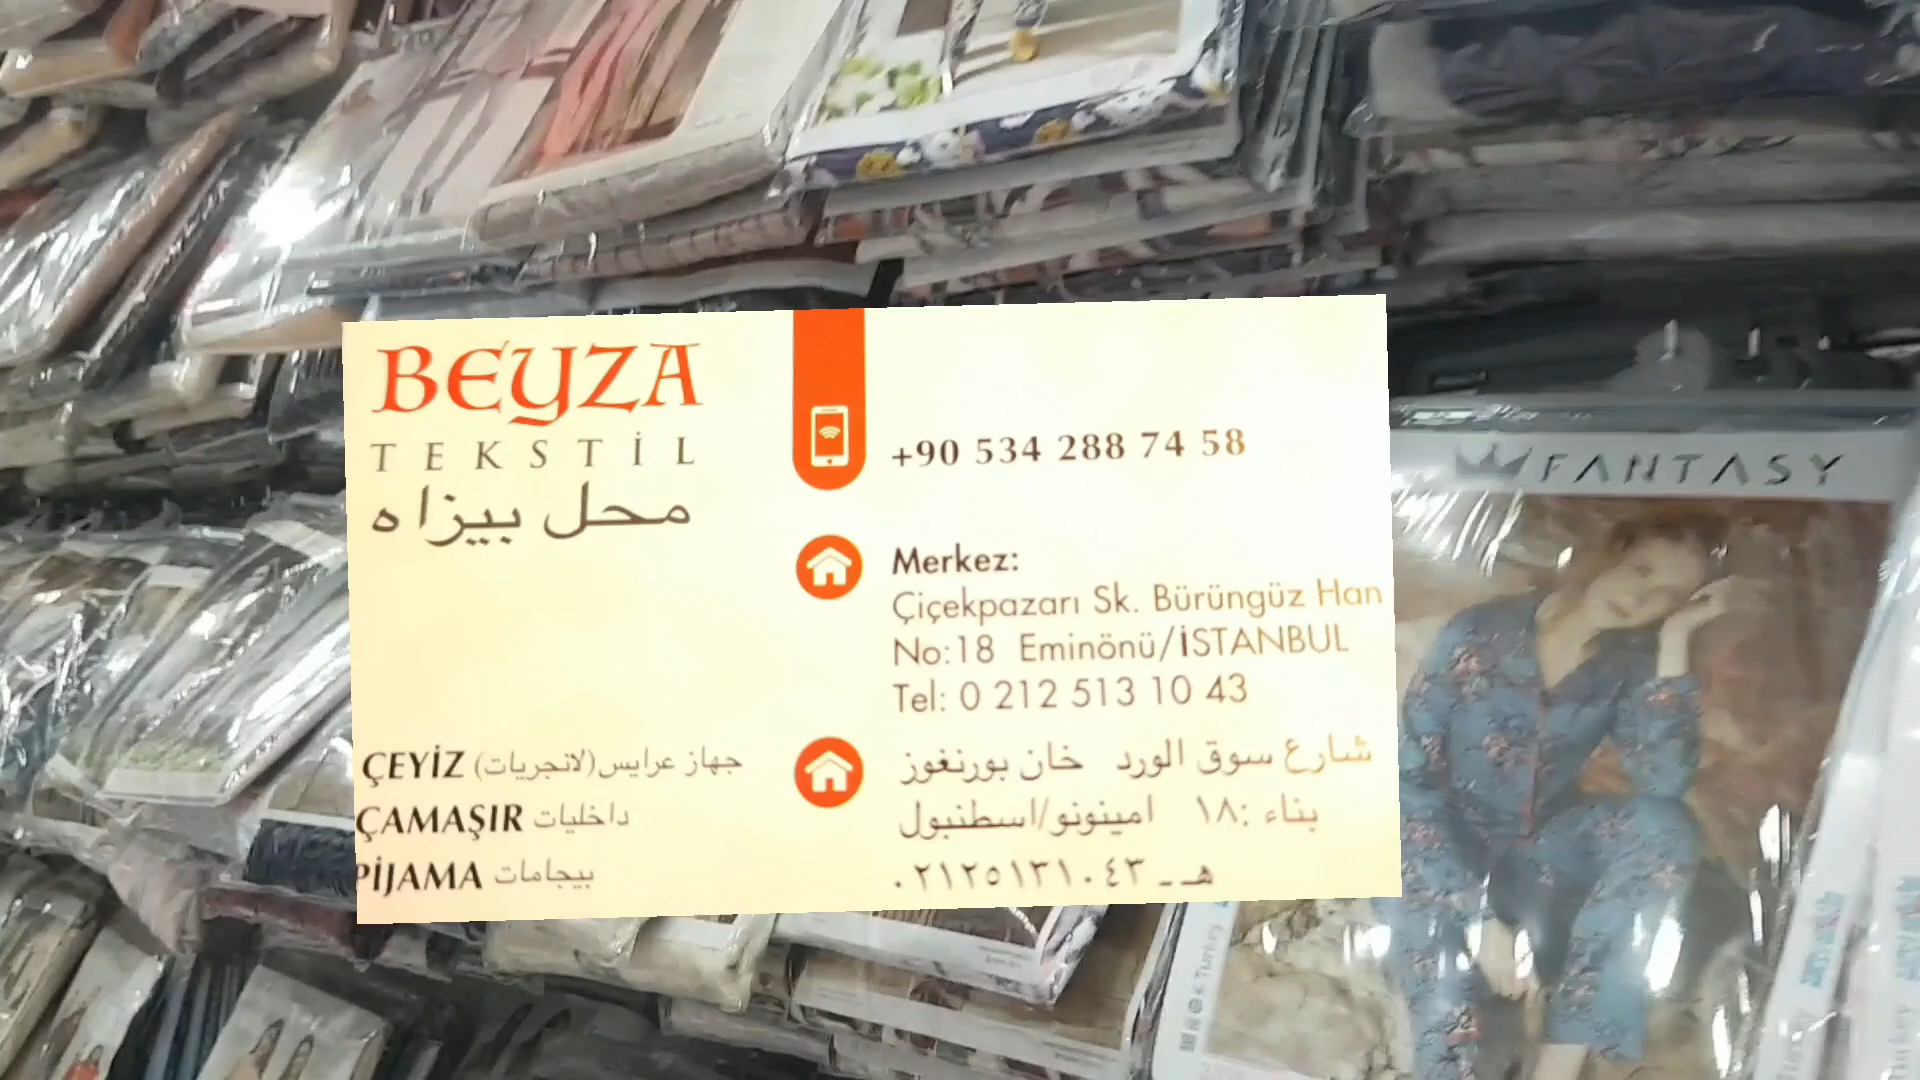 BEYZA
TEKSTİL
محل بيزاه
+90 534 288 74 58
Merkez:
Çiçekpazarı Sk. Bürüngüz Han
No:18 Eminönü/İSTANBUL
Tel: 0 212 513 10 43
ÇEYİZ جهاز عرايس(لانجريات)
ÇAMAŞIR داخليات
PİJAMA بيجامات
شارع سوق الورد خان بورنغوز
بناء :١٨ امينونو/اسطنبول
هـ ــ ٠٢١٢٥١٣١٠٤٣
FANTASY
Turkey